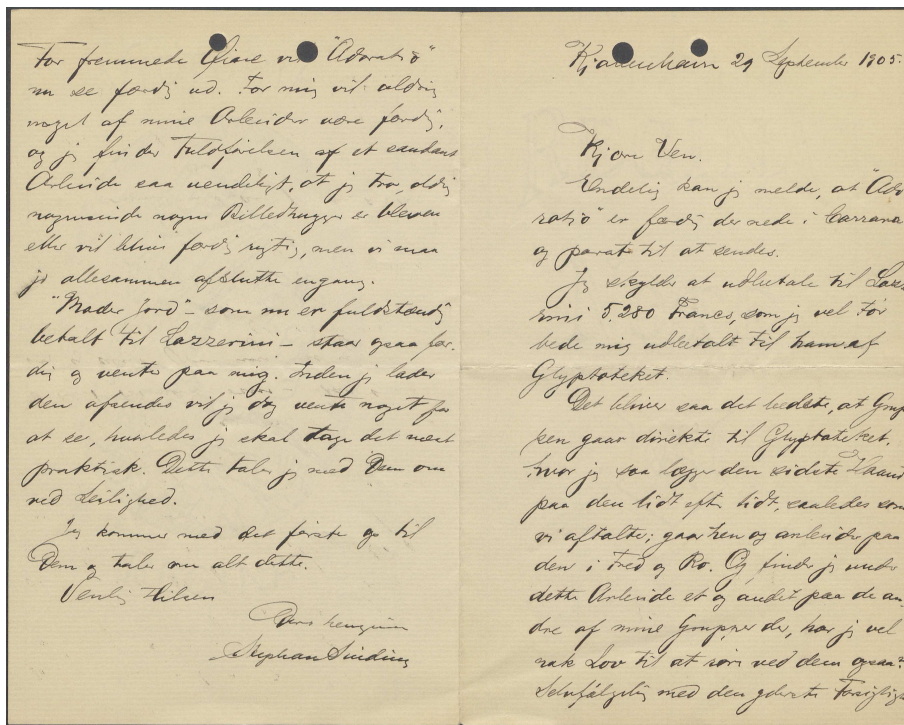 Kjøbenhavn 29 September 1905.
Kjære Ven.
Endelig kan jeg melde, at "Ado-
ratio" er færdig der nede i Carrara
og parat til at sendes.
Jeg skylder at udbetale til Lazz-
erini 5.280 Francs, som jeg vel tør
bede mig udbetalt til ham af
Glyptoteket.
Det bliver saa det bedste, at Grup-
pen gaar direkte til Glyptoteket,
hvor jeg saa lægger den sidste Haand
paa den lidt efter lidt, saaledes som
vi aftalte; gaar hen og arbeider paa
den i Fred og Ro. Og finder jeg under
dette Arbeide et og andet paa de an-
dre af mine Grupper der, har jeg vel
nok Lov til at røre ved dem ogsaa?
Selvfølgelig med den yderste Forsigtig
For fremmede Øine vil "Adoratio"
nu se færdig ud. For mig vil aldrig
noget af mine Arbeider være færdig,
og jeg finder Fuldførelsen af et saadant
Arbeide saa uendeligt, at jeg tror, aldrig
nogensinde nogen Billedhugger er bleven
eller vil blive færdig rigtig, men vi maa
jo allesammen afslutte engang.
"Moder Jord" – som nu er fuldstændig
betalt til Lazzerini – staar ogsaa fær-
dig og venter paa mig. Inden jeg lader
den afsendes vil jeg dog vente noget for
at se, hvorledes jeg skal tage det mest
praktisk. Dette taler jeg med Dem om
ved Leilighed.
Jeg kommer med det første op til
Dem og taler om alt dette.
Venlig Hilsen
Deres hengivne
Stephan Sinding